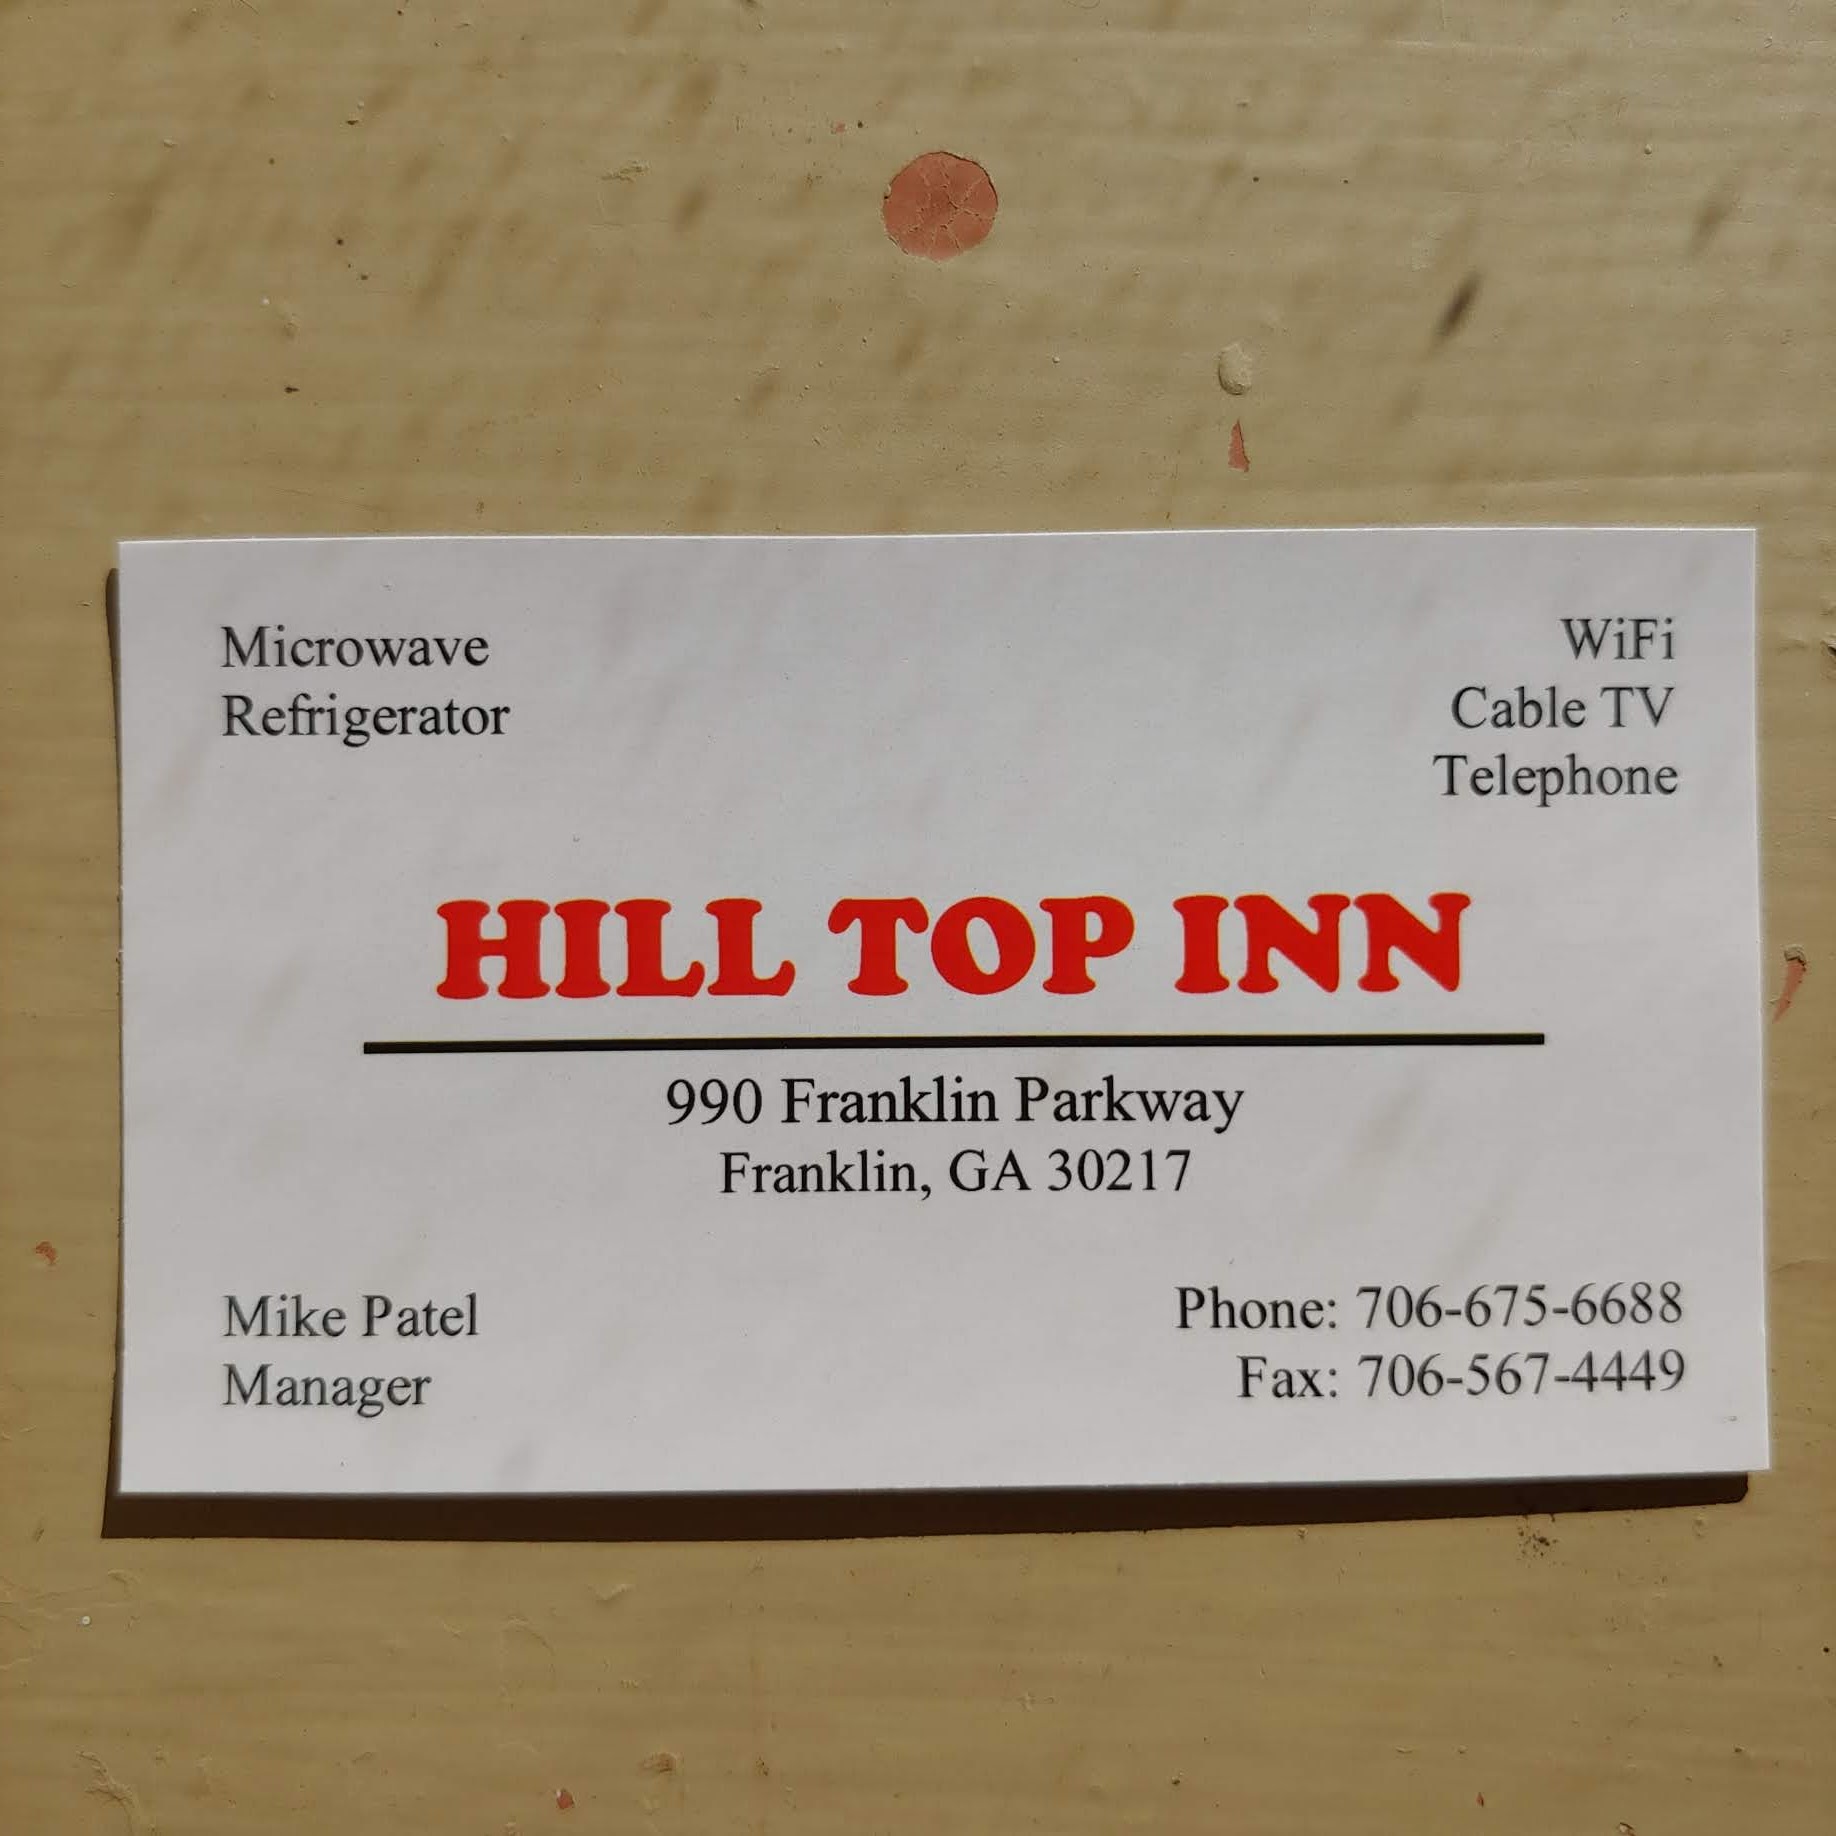 Microwave
Refrigerator
WiFi
Cable TV
Telephone
HILL TOP INN
990 Franklin Parkway
Franklin, GA 30217
Mike Patel
Manager
Phone: 706-675-6688
Fax: 706-567-4449